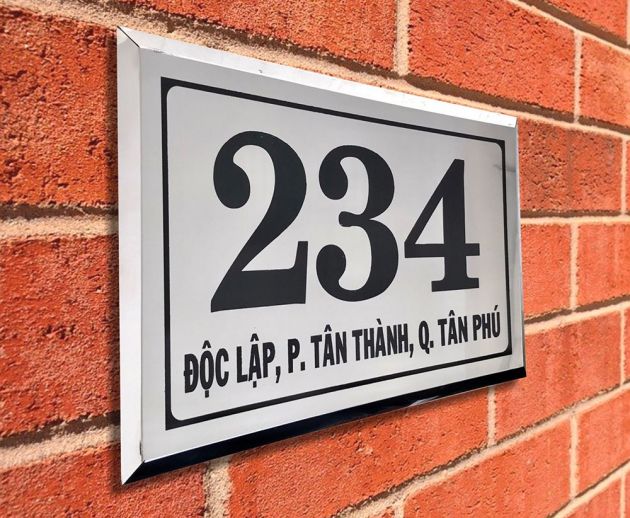 234
ĐỘC LẬP, P. TÂN THÀNH, Q. TÂN PHÚ